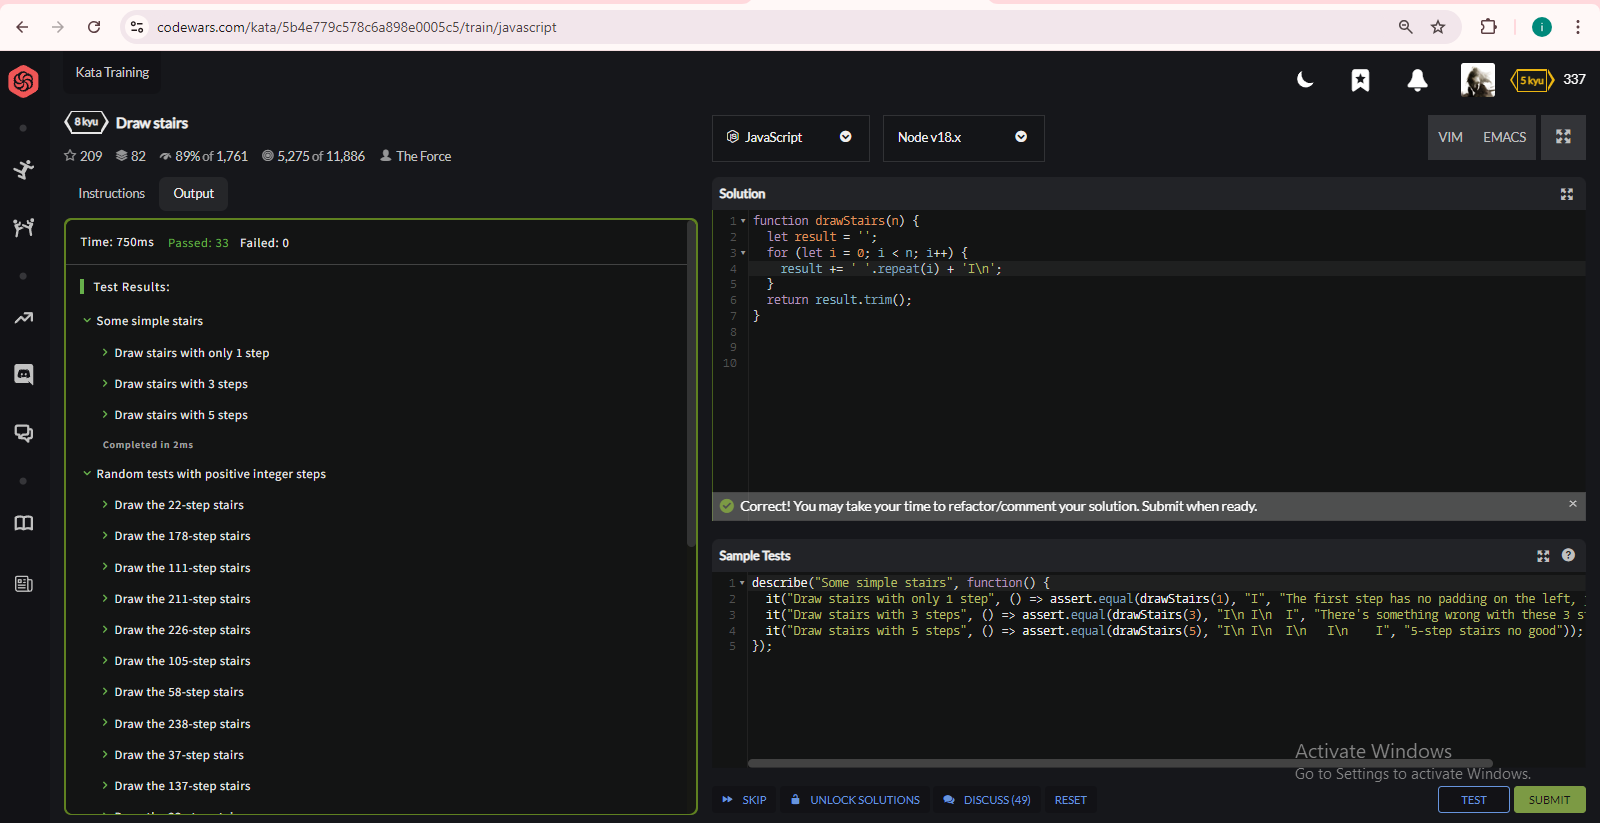 codewars.com/kata/5b4e779c578c6a898e0005c5/train/javascript
i
Kata Training
5 kyu 337
8 kyu Draw stairs
209 82 89% of 1,761 5,275 of 11,886 The Force
JavaScript
Node v18.x
VIM EMACS
Instructions Output
Time: 750ms Passed: 33 Failed: 0
Test Results:
Some simple stairs
Draw stairs with only 1 step
Draw stairs with 3 steps
Draw stairs with 5 steps
Completed in 2ms
Random tests with positive integer steps
Draw the 22-step stairs
Draw the 178-step stairs
Draw the 111-step stairs
Draw the 211-step stairs
Draw the 226-step stairs
Draw the 105-step stairs
Draw the 58-step stairs
Draw the 238-step stairs
Draw the 37-step stairs
Draw the 137-step stairs
Solution
1 function drawStairs(n) {
2 let result = '';
3 for (let i = 0; i < n; i++) {
4 result += ' '.repeat(i) + 'I\n';
5 }
6 return result.trim();
7 }
8
9
10
Correct! You may take your time to refactor/comment your solution. Submit when ready.
Sample Tests
1 describe("Some simple stairs", function() {
2 it("Draw stairs with only 1 step", () => assert.equal(drawStairs(1), "I", "The first step has no padding on the left,
3 it("Draw stairs with 3 steps", () => assert.equal(drawStairs(3), "I\n I\n  I", "There's something wrong with these 3
4 it("Draw stairs with 5 steps", () => assert.equal(drawStairs(5), "I\n I\n  I\n   I\n    I", "5-step stairs no good"));
5 });
Activate Windows
Go to Settings to activate Windows.
SKIP UNLOCK SOLUTIONS DISCUSS (49) RESET TEST SUBMIT